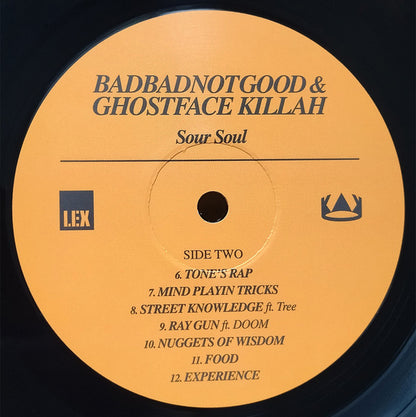 BADBADNOTGOOD &
GHOSTFACE KILLAH
Sour Soul
LEX
SIDE TWO
6. TONE'S RAP
7. MIND PLAYIN TRICKS
8. STREET KNOWLEDGE ft. Tree
9. RAY GUN ft. DOOM
10. NUGGETS OF WISDOM
11. FOOD
12. EXPERIENCE